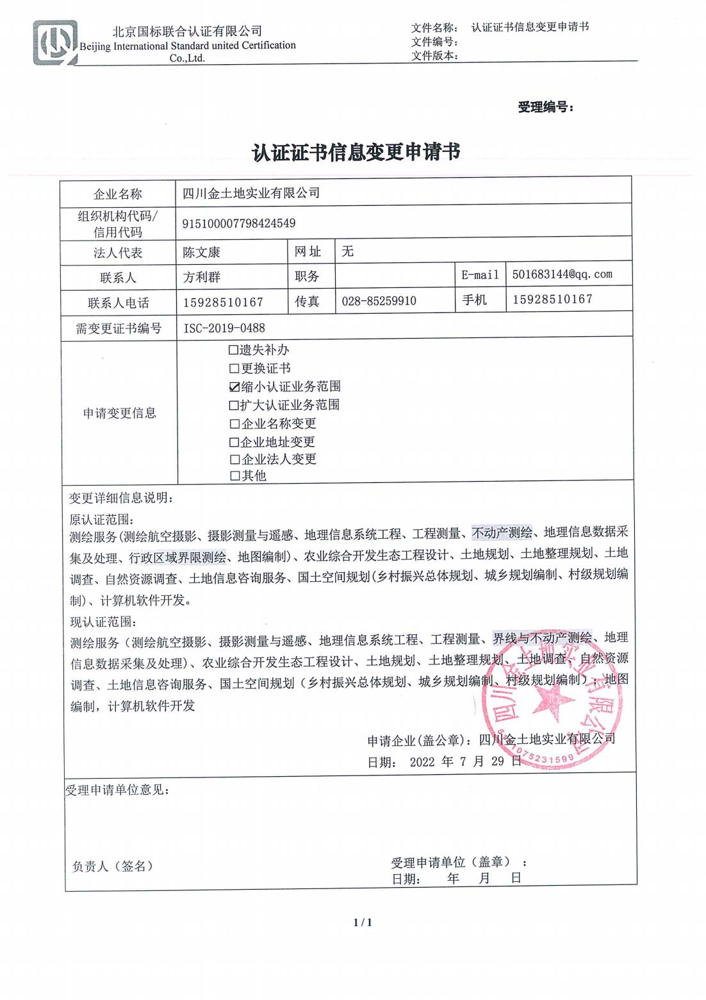 北京国标联合认证有限公司
Beijing International Standard united Certification
Co.,Ltd.
文件名称： 认证证书信息变更申请书
文件编号：
文件版本：
受理编号：
认证证书信息变更申请书
企业名称 四川金土地实业有限公司
组织机构代码/
信用代码
915100007798424549
法人代表 陈文康 网址 无
联系人 方利群 职务 E-mail 501683144@qq.com
联系人电话 15928510167 传真 028-85259910 手机 15928510167
需变更证书编号 ISC-2019-0488
申请变更信息
□遗失补办
□更换证书
☑缩小认证业务范围
□扩大认证业务范围
□企业名称变更
□企业地址变更
□企业法人变更
□其他
变更详细信息说明：
原认证范围：
测绘服务(测绘航空摄影、摄影测量与遥感、地理信息系统工程、工程测量、不动产测绘、地理信息数据采
集及处理、行政区域界限测绘、地图编制)、农业综合开发生态工程设计、土地规划、土地整理规划、土地
调查、自然资源调查、土地信息咨询服务、国土空间规划(乡村振兴总体规划、城乡规划编制、村级规划编
制)、计算机软件开发。
现认证范围：
测绘服务（测绘航空摄影、摄影测量与遥感、地理信息系统工程、工程测量、界线与不动产测绘、地理
信息数据采集及处理）、农业综合开发生态工程设计、土地规划、土地整理规划、土地调查、自然资源
调查、土地信息咨询服务、国土空间规划（乡村振兴总体规划、城乡规划编制、村级规划编制）；地图
编制，计算机软件开发
申请企业(盖公章)：四川金土地实业有限公司
日期： 2022 年 7 月 29 日
四川金土地实业有限公司
受理申请单位意见：
负责人（签名）
受理申请单位（盖章）：
日期： 年 月 日
1 / 1